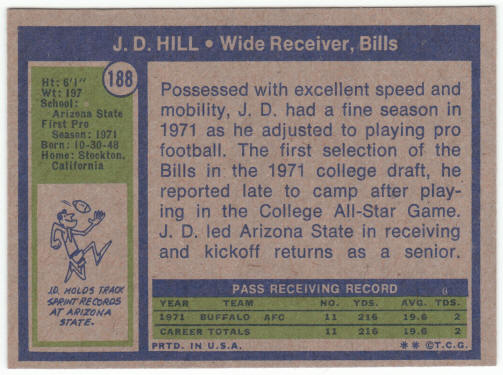 J. D. HILL • Wide Receiver, Bills
188
Ht: 6'1"
Wt: 197
School:
Arizona State
First Pro
Season: 1971
Born: 10-30-48
Home: Stockton,
California
J.D. HOLDS TRACK
SPRINT RECORDS
AT ARIZONA
STATE.
Possessed with excellent speed and
mobility, J. D. had a fine season in
1971 as he adjusted to playing pro
football. The first selection of the
Bills in the 1971 college draft, he
reported late to camp after play-
ing in the College All-Star Game.
J. D. led Arizona State in receiving
and kickoff returns as a senior.
PASS RECEIVING RECORD
YEAR TEAM NO. YDS. AVG. TDS.
1971 BUFFALO AFC 11 216 19.6 2
CAREER TOTALS 11 216 19.6 2
PRTD. IN U.S.A. ** ©T.C.G.